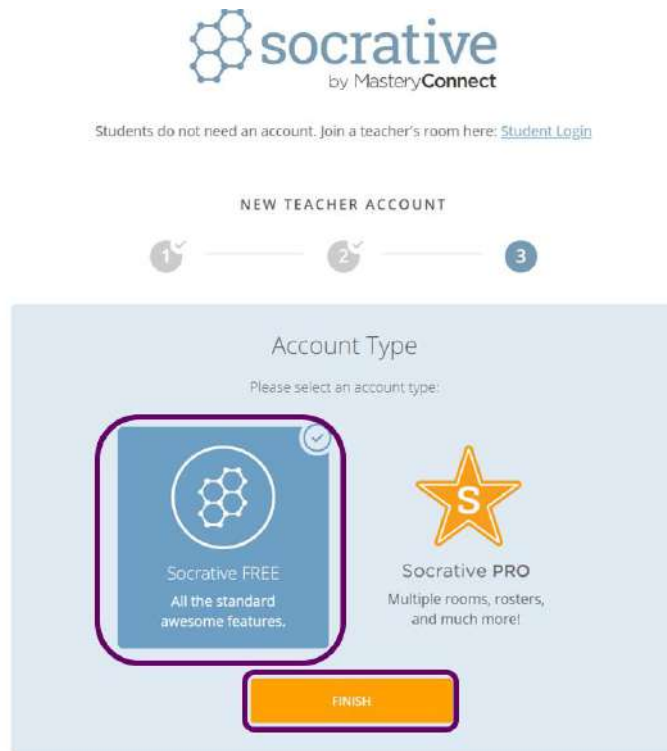 socrative
by MasteryConnect
Students do not need an account. Join a teacher's room here: Student Login
NEW TEACHER ACCOUNT
1 2 3
Account Type
Please select an account type:
Socrative FREE
All the standard
awesome features.
S
Socrative PRO
Multiple rooms, rosters,
and much more!
FINISH